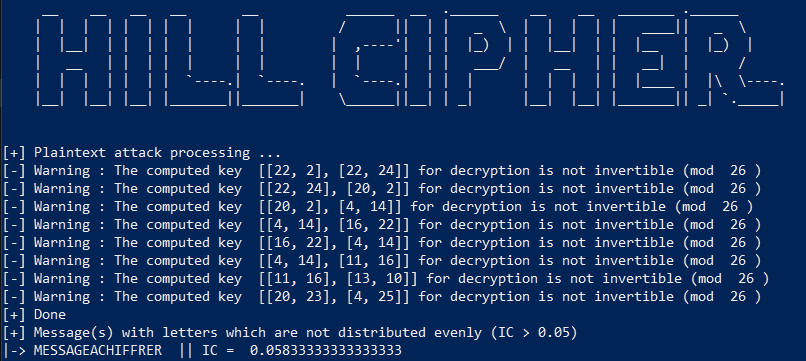 HILL CIPHER
[+] Plaintext attack processing ...
[-] Warning : The computed key  [[22, 2], [22, 24]] for decryption is not invertible (mod  26 )
[-] Warning : The computed key  [[22, 24], [20, 2]] for decryption is not invertible (mod  26 )
[-] Warning : The computed key  [[20, 2], [4, 14]] for decryption is not invertible (mod  26 )
[-] Warning : The computed key  [[4, 14], [16, 22]] for decryption is not invertible (mod  26 )
[-] Warning : The computed key  [[16, 22], [4, 14]] for decryption is not invertible (mod  26 )
[-] Warning : The computed key  [[4, 14], [11, 16]] for decryption is not invertible (mod  26 )
[-] Warning : The computed key  [[11, 16], [13, 10]] for decryption is not invertible (mod  26 )
[-] Warning : The computed key  [[20, 23], [4, 25]] for decryption is not invertible (mod  26 )
[+] Done
[+] Message(s) with letters which are not distributed evenly (IC > 0.05)
|-> MESSAGEACHIFFRER  || IC =  0.05833333333333333